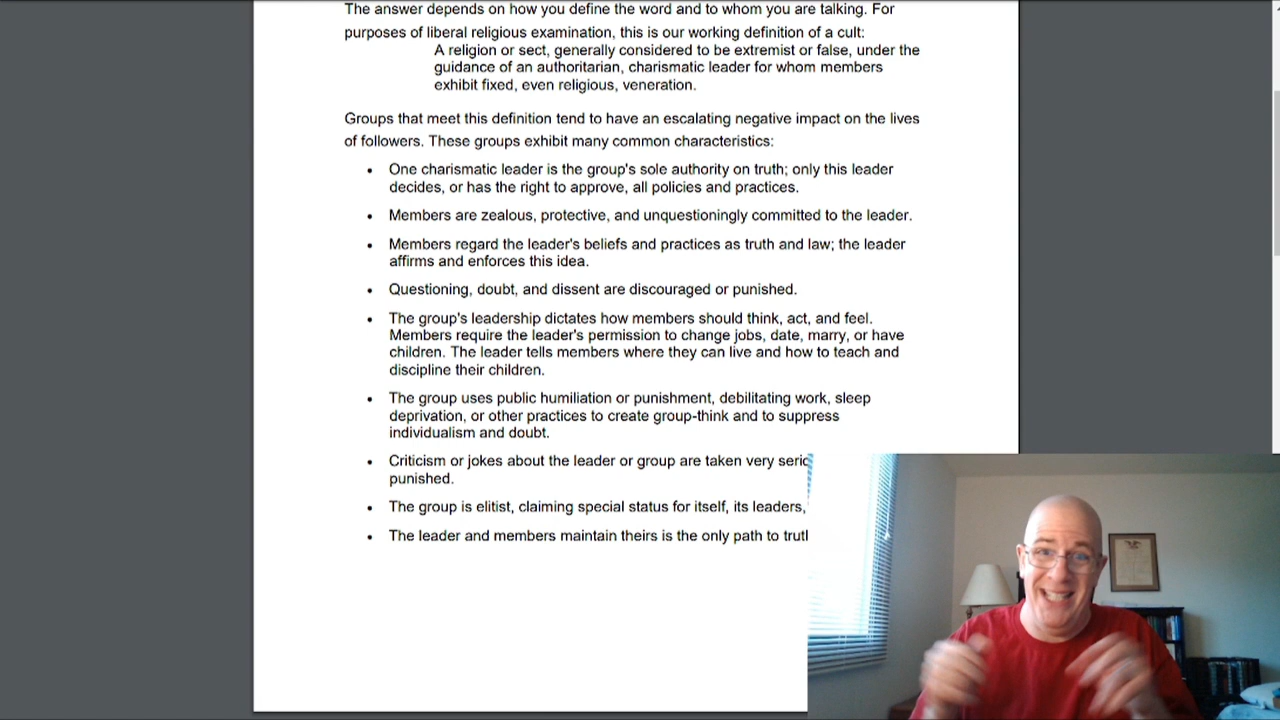 The answer depends on how you define the word and to whom you are talking. For
purposes of liberal religious examination, this is our working definition of a cult:
A religion or sect, generally considered to be extremist or false, under the
guidance of an authoritarian, charismatic leader for whom members
exhibit fixed, even religious, veneration.
Groups that meet this definition tend to have an escalating negative impact on the lives
of followers. These groups exhibit many common characteristics:
• One charismatic leader is the group's sole authority on truth; only this leader
decides, or has the right to approve, all policies and practices.
• Members are zealous, protective, and unquestioningly committed to the leader.
• Members regard the leader's beliefs and practices as truth and law; the leader
affirms and enforces this idea.
• Questioning, doubt, and dissent are discouraged or punished.
• The group's leadership dictates how members should think, act, and feel.
Members require the leader's permission to change jobs, date, marry, or have
children. The leader tells members where they can live and how to teach and
discipline their children.
• The group uses public humiliation or punishment, debilitating work, sleep
deprivation, or other practices to create group-think and to suppress
individualism and doubt.
• Criticism or jokes about the leader or group are taken very
punished.
• The group is elitist, claiming special status for itself, its leaders,
• The leader and members maintain theirs is the only path to